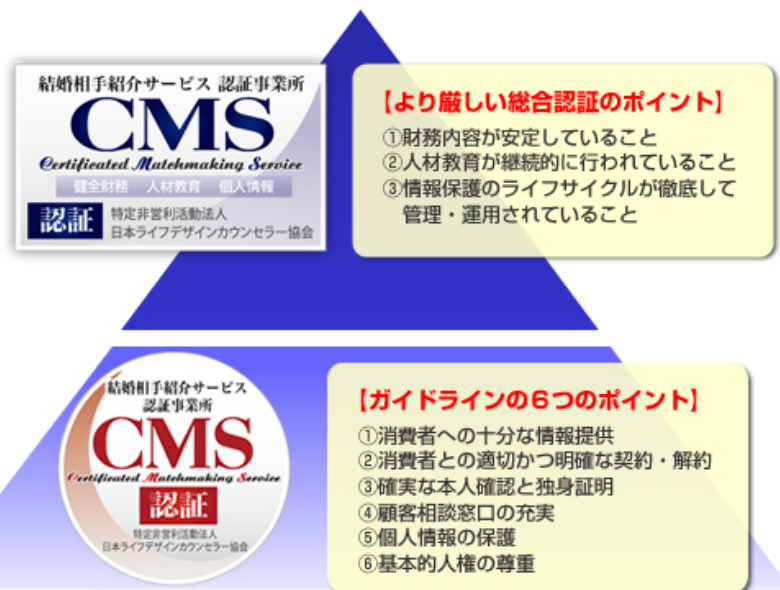 結婚相手紹介サービス 認証事業所
CMS
Certificated Matchmaking Service
健全財務 人材教育 個人情報
認証
特定非営利活動法人
日本ライフデザインカウンセラー協会
【より厳しい総合認証のポイント】
①財務内容が安定していること
②人材教育が継続的に行われていること
③情報保護のライフサイクルが徹底して
管理・運用されていること
結婚相手紹介サービス
認証事業所
CMS
Certificated Matchmaking Service
認証
特定非営利活動法人
日本ライフデザインカウンセラー協会
【ガイドラインの6つのポイント】
①消費者への十分な情報提供
②消費者との適切かつ明確な契約・解約
③確実な本人確認と独身証明
④顧客相談窓口の充実
⑤個人情報の保護
⑥基本的人権の尊重